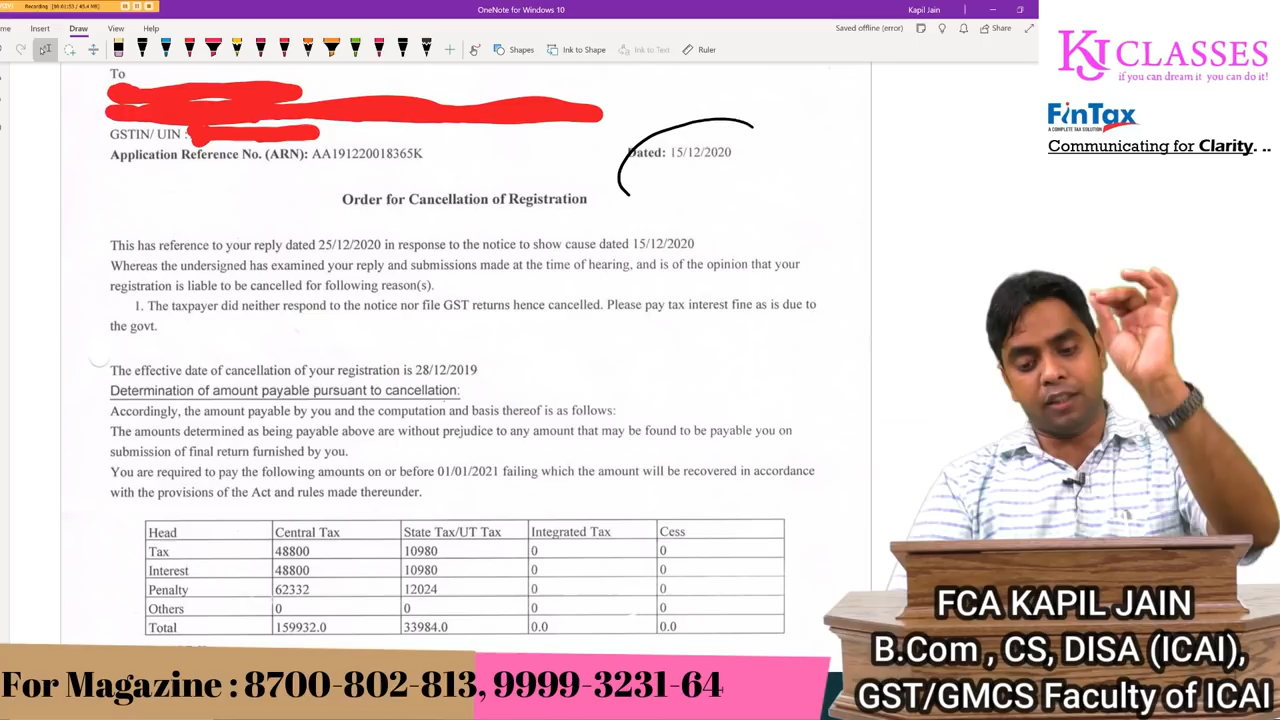 Recording [00:01:53 / 45.4 MB]
OneNote for Windows 10
Kapil Jain
Insert
Draw
View
Help
Saved offline (error)
Share
Shapes
Ink to Shape
Ink to Text
Ruler
KJ CLASSES
if you can dream it you can do it!
FinTax
A COMPLETE TAX SOLUTION
Communicating for Clarity. ..
To
GSTIN/ UIN :
Application Reference No. (ARN): AA191220018365K
Dated: 15/12/2020
Order for Cancellation of Registration
This has reference to your reply dated 25/12/2020 in response to the notice to show cause dated 15/12/2020
Whereas the undersigned has examined your reply and submissions made at the time of hearing, and is of the opinion that your
registration is liable to be cancelled for following reason(s).
1. The taxpayer did neither respond to the notice nor file GST returns hence cancelled. Please pay tax interest fine as is due to
the govt.
The effective date of cancellation of your registration is 28/12/2019
Determination of amount payable pursuant to cancellation:
Accordingly, the amount payable by you and the computation and basis thereof is as follows:
The amounts determined as being payable above are without prejudice to any amount that may be found to be payable you on
submission of final return furnished by you.
You are required to pay the following amounts on or before 01/01/2021 failing which the amount will be recovered in accordance
with the provisions of the Act and rules made thereunder.
Head Central Tax State Tax/UT Tax Integrated Tax Cess
Tax 48800 10980 0 0
Interest 48800 10980 0 0
Penalty 62332 12024 0 0
Others 0 0 0 0
Total 159932.0 33984.0 0.0 0.0
FCA KAPIL JAIN
B.Com , CS, DISA (ICAI),
GST/GMCS Faculty of ICAI
For Magazine : 8700-802-813, 9999-3231-64